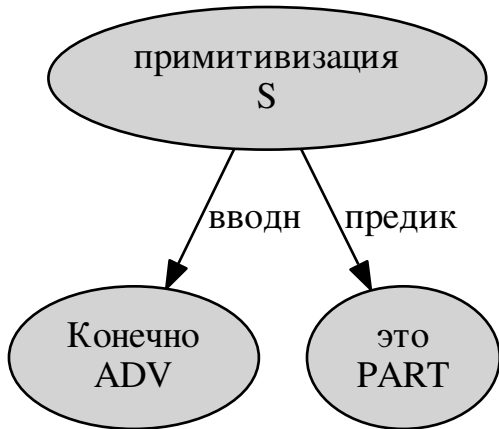 примитивизация
S
вводн
предик
Конечно
ADV
это
PART